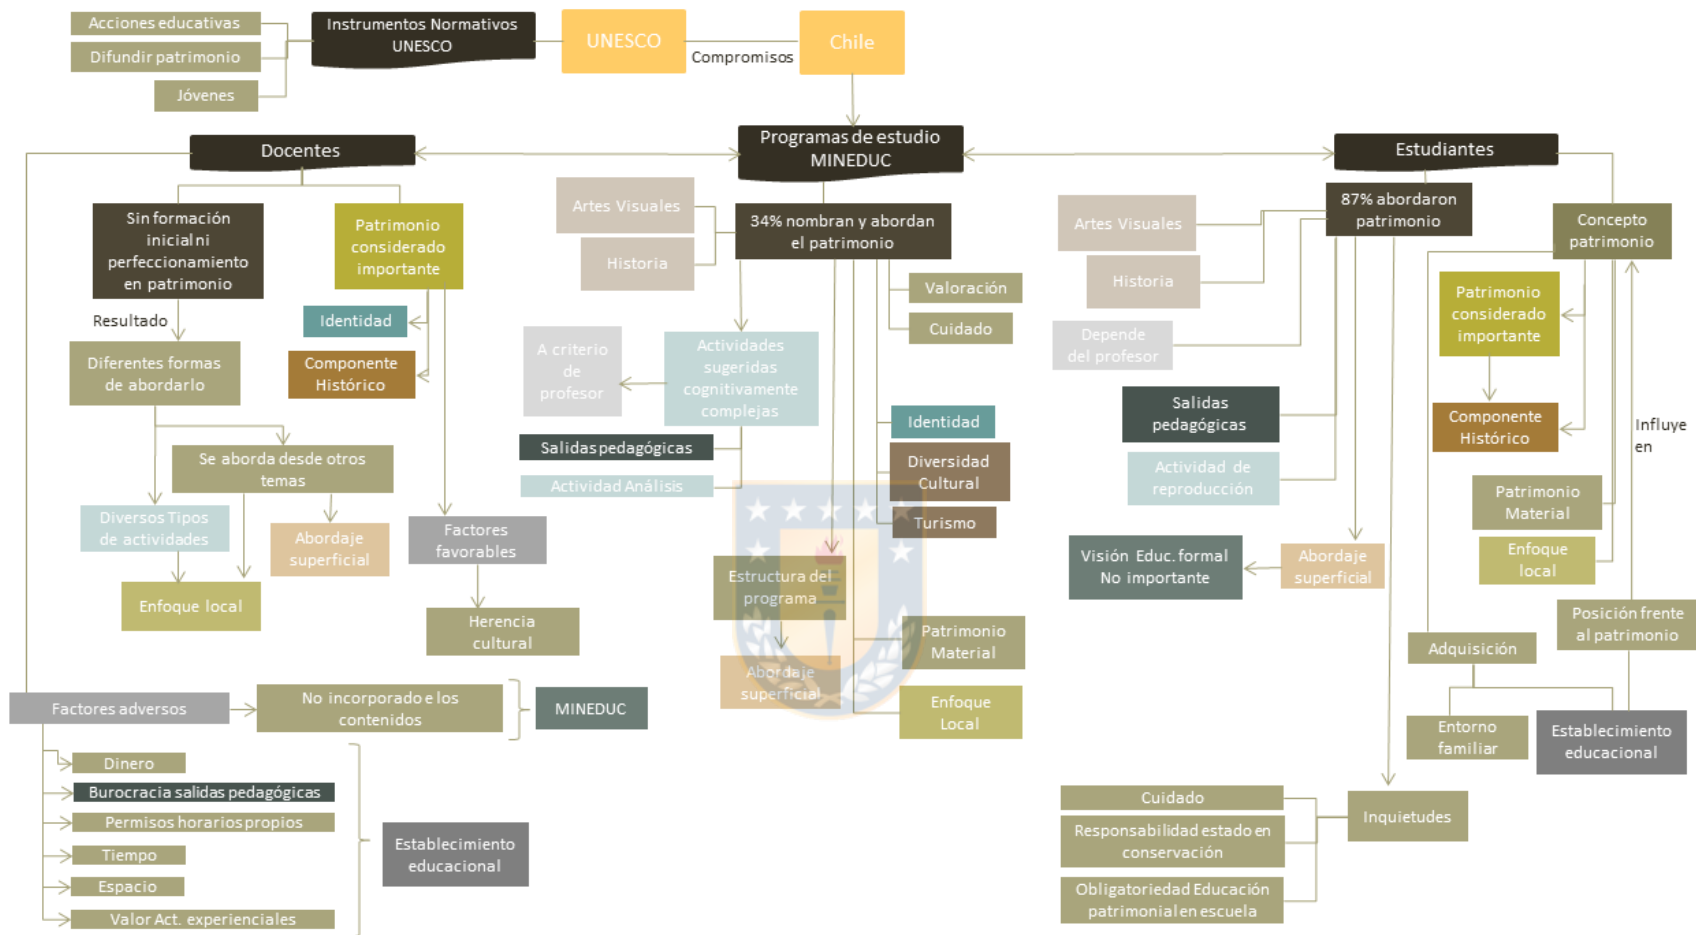 Acciones educativas
Difundir patrimonio
Jóvenes
Instrumentos Normativos
UNESCO
UNESCO
Compromisos
Chile
Docentes
Programas de estudio
MINEDUC
Estudiantes
Sin formación
inicial ni
perfeccionamiento
en patrimonio
Patrimonio
considerado
importante
Resultado
Identidad
Componente
Histórico
Diferentes formas
de abordarlo
Se aborda desde otros
temas
Diversos Tipos
de actividades
Abordaje
superficial
Enfoque local
Factores
favorables
Herencia
cultural
Factores adversos
No incorporado e los
contenidos
MINEDUC
Dinero
Burocracia salidas pedagógicas
Permisos horarios propios
Tiempo
Espacio
Valor Act. experienciales
Establecimiento
educacional
Artes Visuales
Historia
34% nombran y abordan
el patrimonio
Valoración
Cuidado
A criterio
de
profesor
Actividades
sugeridas
cognitivamente
complejas
Salidas pedagógicas
Actividad Análisis
Identidad
Diversidad
Cultural
Turismo
Estructura del
programa
Abordaje
superficial
Patrimonio
Material
Enfoque
Local
87% abordaron
patrimonio
Artes Visuales
Historia
Depende
del profesor
Salidas
pedagógicas
Actividad de
reproducción
Visión Educ. formal
No importante
Abordaje
superficial
Concepto
patrimonio
Patrimonio
considerado
importante
Componente
Histórico
Influye
en
Patrimonio
Material
Enfoque
local
Posición frente
al patrimonio
Adquisición
Entorno
familiar
Establecimiento
educacional
Inquietudes
Cuidado
Responsabilidad estado en
conservación
Obligatoriedad Educación
patrimonial en escuela